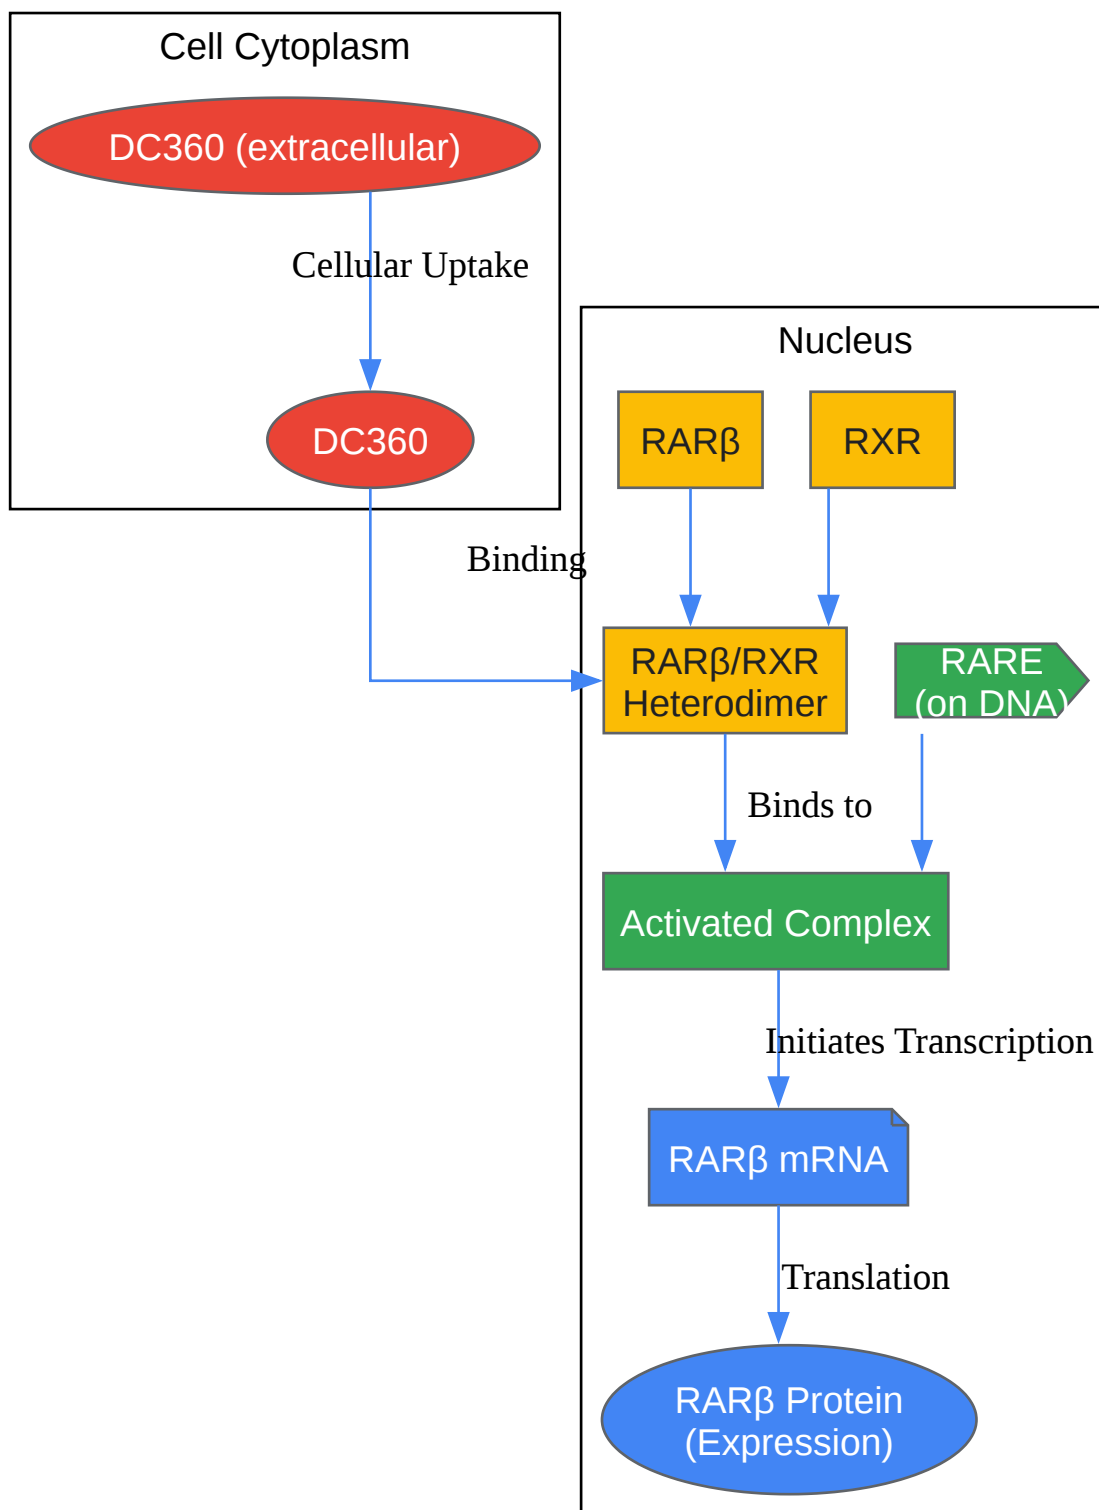 Cell Cytoplasm
DC360 (extracellular)
Cellular Uptake
DC360
Nucleus
RARβ
RXR
Binding
RARβ/RXR
Heterodimer
RARE
(on DNA)
Binds to
Activated Complex
Initiates Transcription
RARβ mRNA
Translation
RARβ Protein
(Expression)